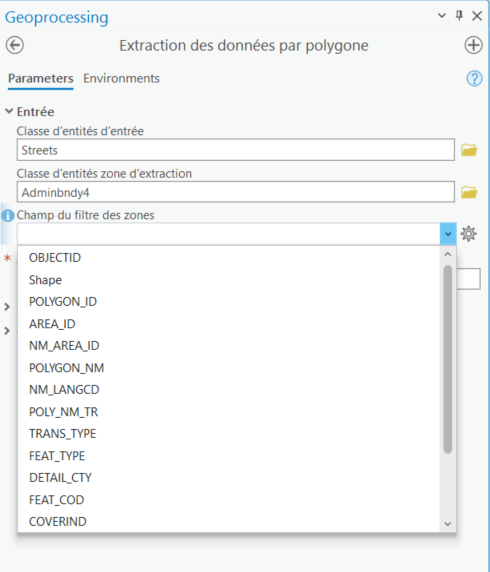 Geoprocessing
Extraction des données par polygone
Parameters Environments
Entrée
Classe d'entités d'entrée
Streets
Classe d'entités zone d'extraction
Adminbndy4
Champ du filtre des zones
*
OBJECTID
Shape
POLYGON_ID
AREA_ID
NM_AREA_ID
POLYGON_NM
NM_LANGCD
POLY_NM_TR
TRANS_TYPE
FEAT_TYPE
DETAIL_CTY
FEAT_COD
COVERIND